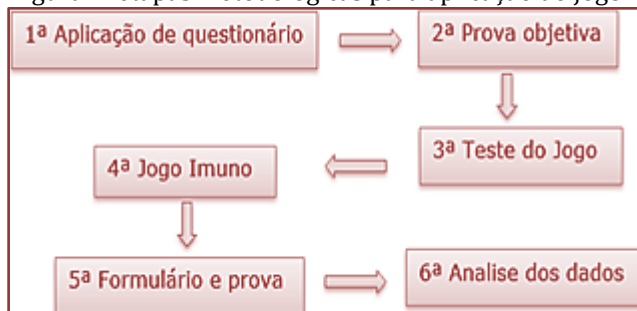 1ª Aplicação de questionário
2ª Prova objetiva
3ª Teste do Jogo
4ª Jogo Imuno
5ª Formulário e prova
6ª Analise dos dados